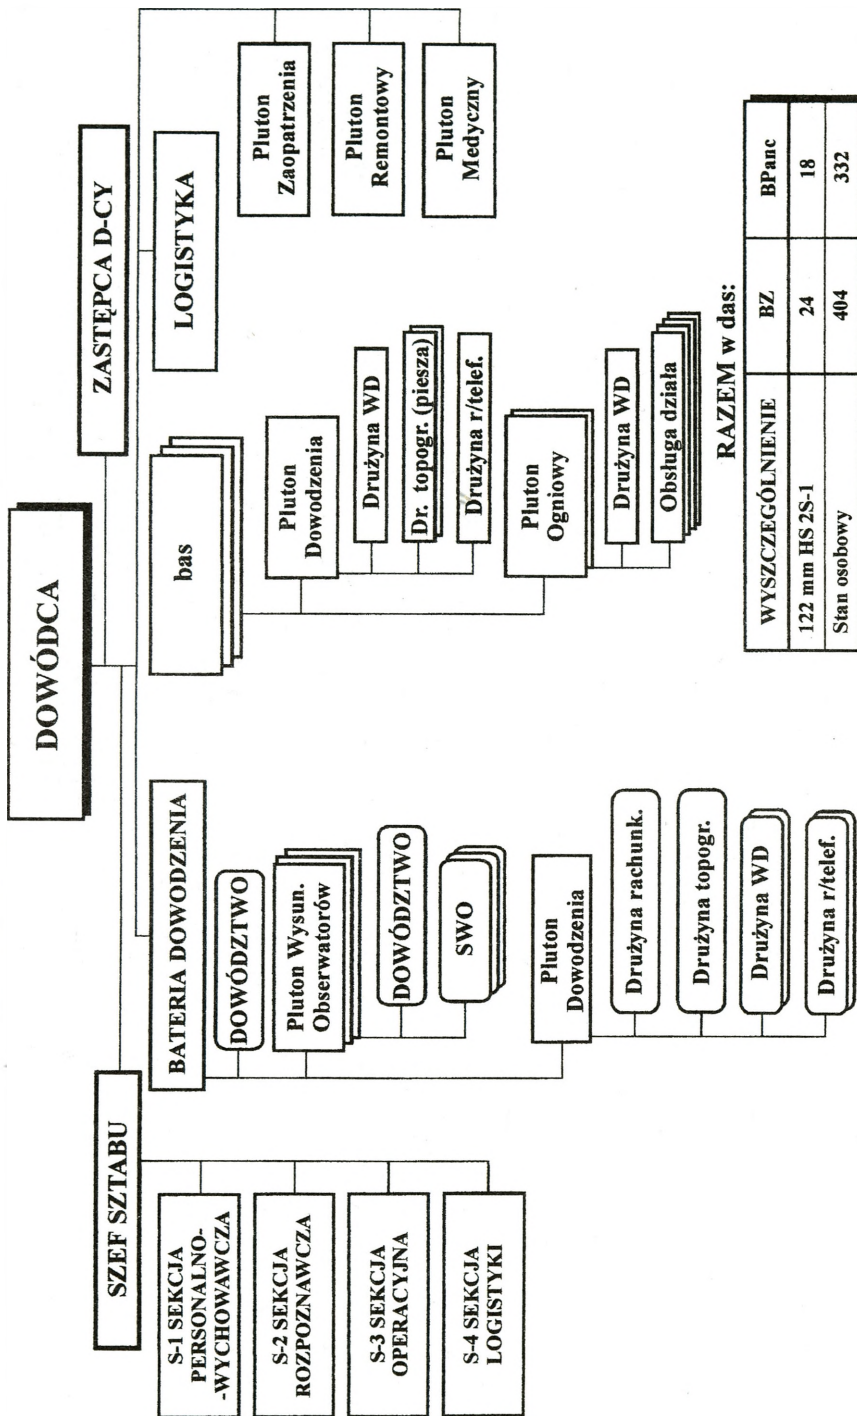 DOWÓDCA
SZEF SZTABU
ZASTĘPCA D-CY
S-1 SEKCJA
PERSONALNO-
-WYCHOWAWCZA
S-2 SEKCJA
ROZPOZNAWCZA
S-3 SEKCJA
OPERACYJNA
S-4 SEKCJA
LOGISTYKI
BATERIA DOWODZENIA
DOWÓDZTWO
Pluton Wysun.
Obserwatorów
DOWÓDZTWO
SWO
Pluton
Dowodzenia
Drużyna rachunk.
Drużyna topogr.
Drużyna WD
Drużyna r/telef.
bas
Pluton
Dowodzenia
Drużyna WD
Dr. topogr. (piesza)
Drużyna r/telef.
Pluton
Ogniowy
Drużyna WD
Obsługa działa
LOGISTYKA
Pluton
Zaopatrzenia
Pluton
Remontowy
Pluton
Medyczny
RAZEM w das:
WYSZCZEGÓLNIENIE BZ BPanc
122 mm HS 2S-1 24 18
Stan osobowy 404 332